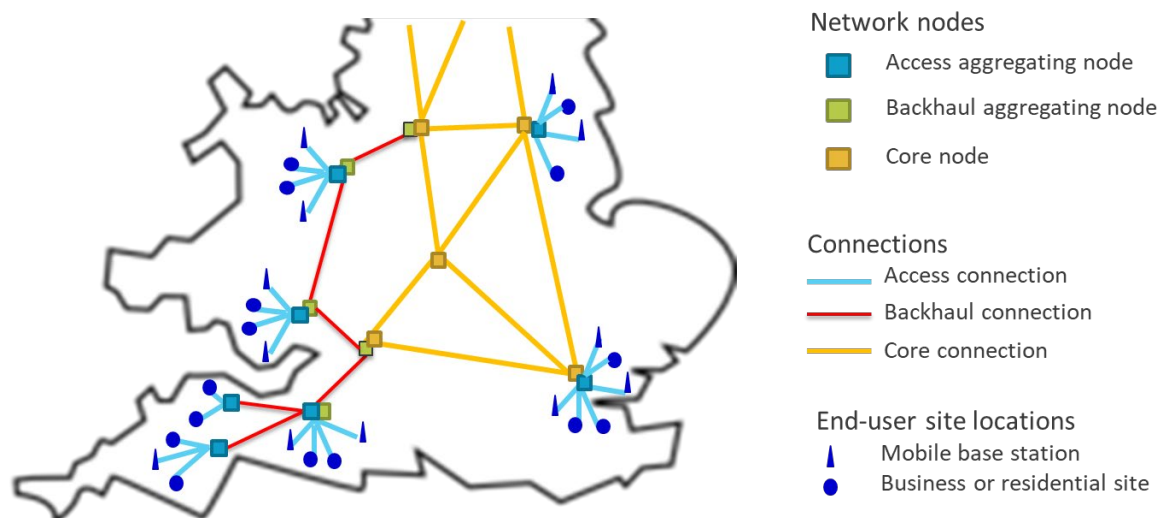 Network nodes
Access aggregating node
Backhaul aggregating node
Core node
Connections
Access connection
Backhaul connection
Core connection
End-user site locations
Mobile base station
Business or residential site